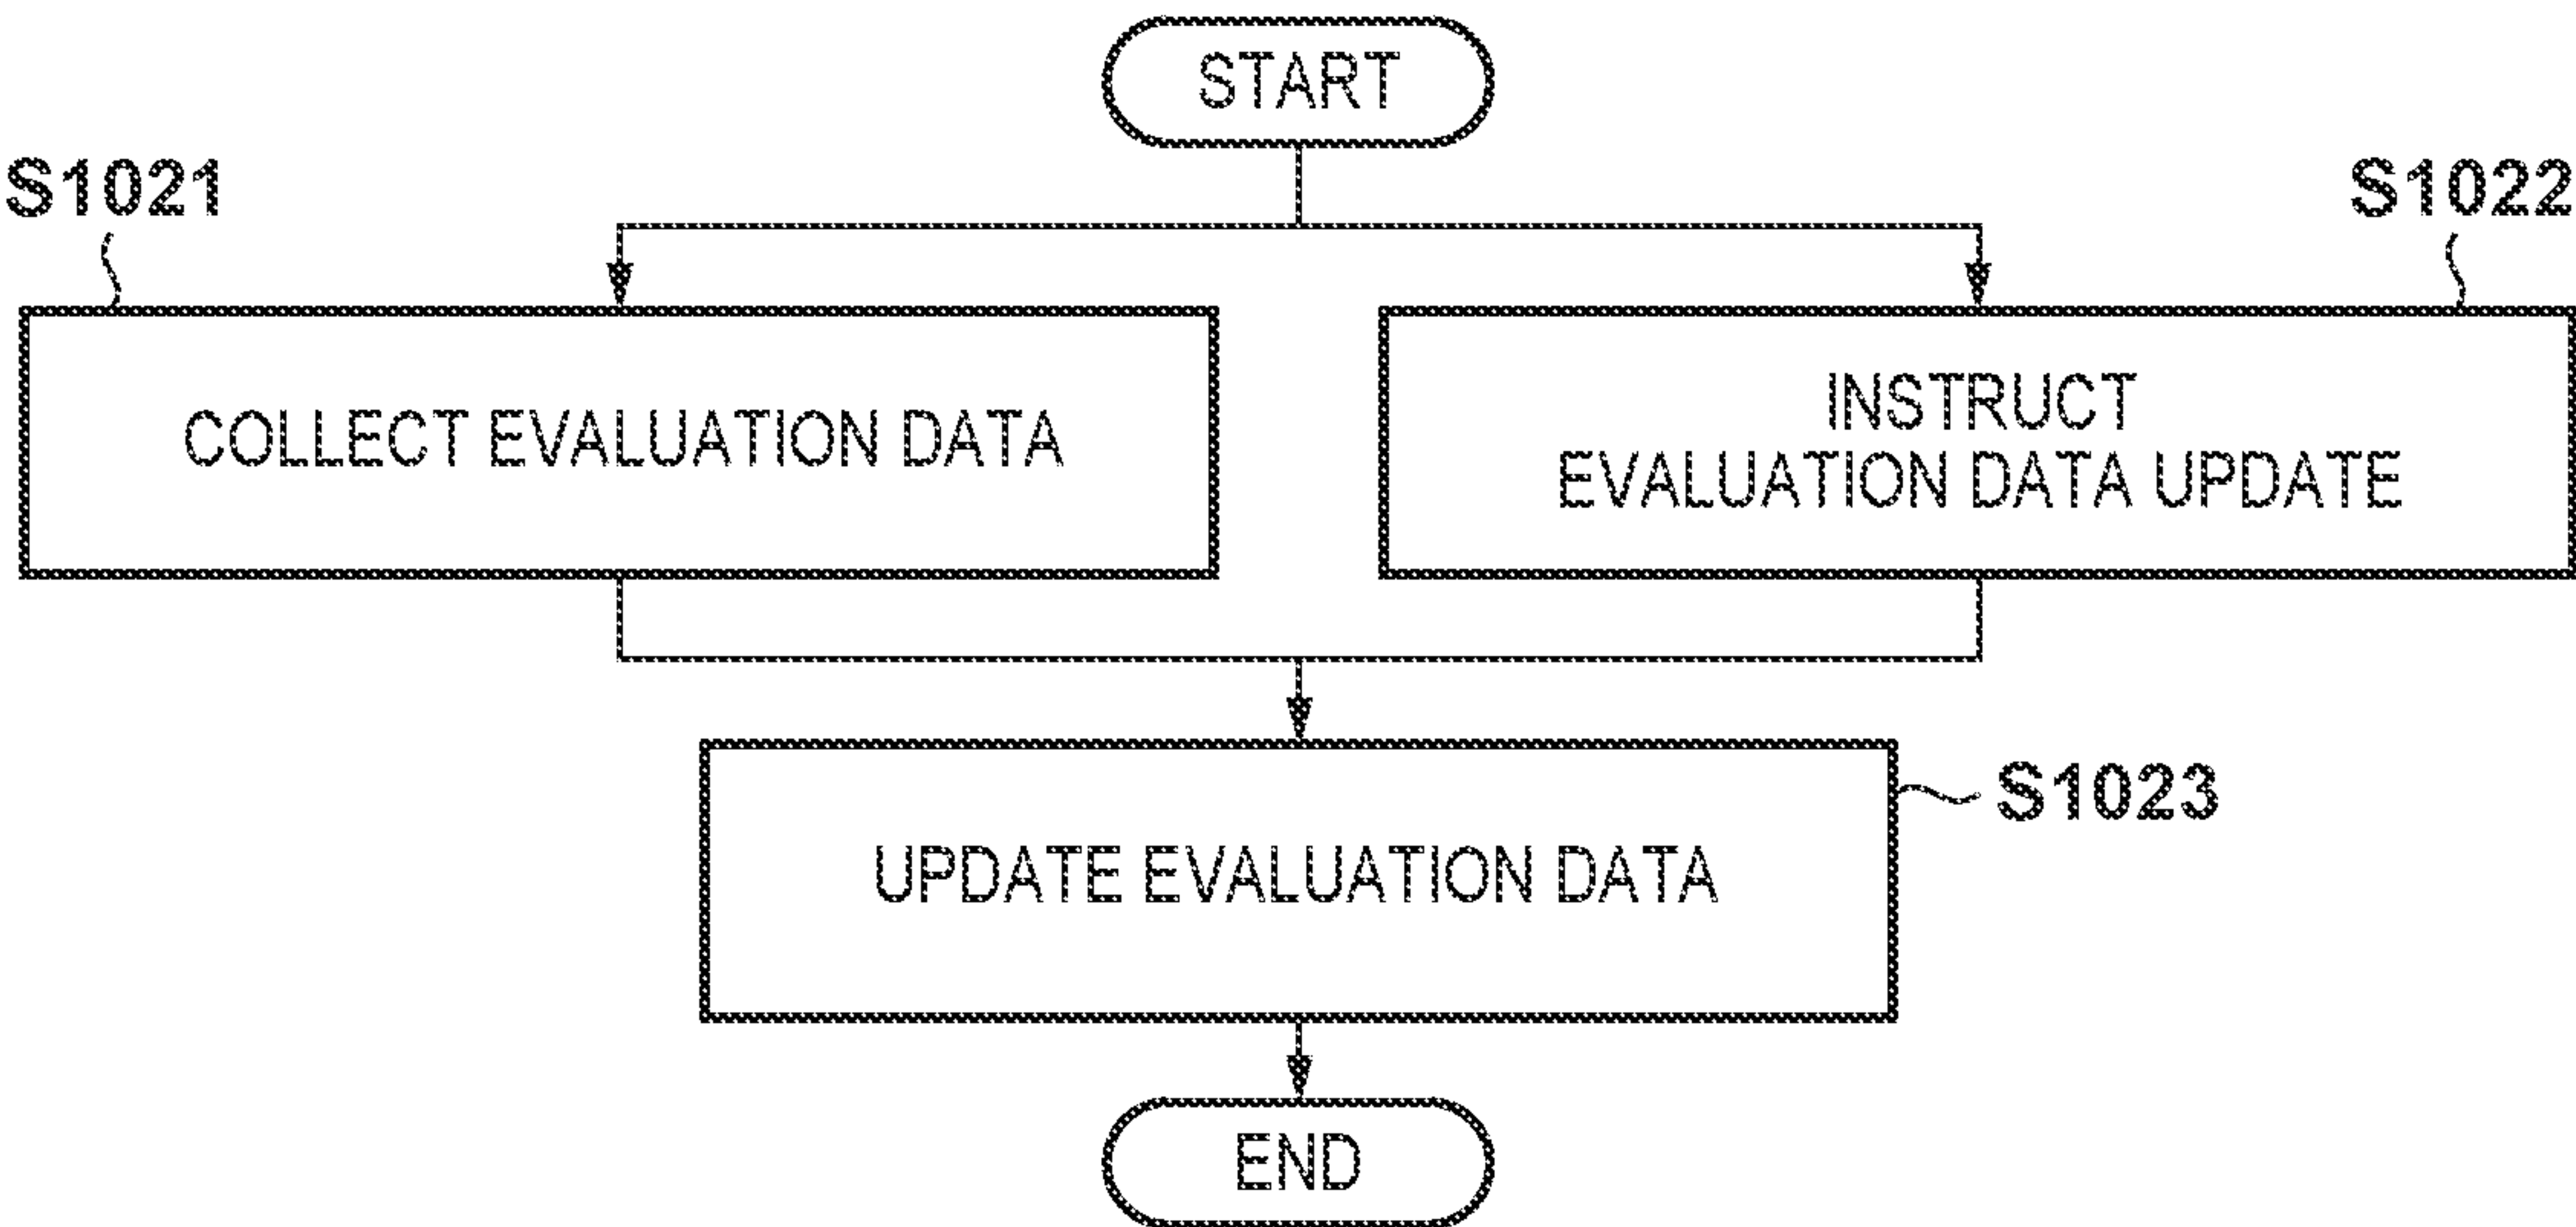 START
S1021
S1022
COLLECT EVALUATION DATA
INSTRUCT
EVALUATION DATA UPDATE
S1023
UPDATE EVALUATION DATA
END